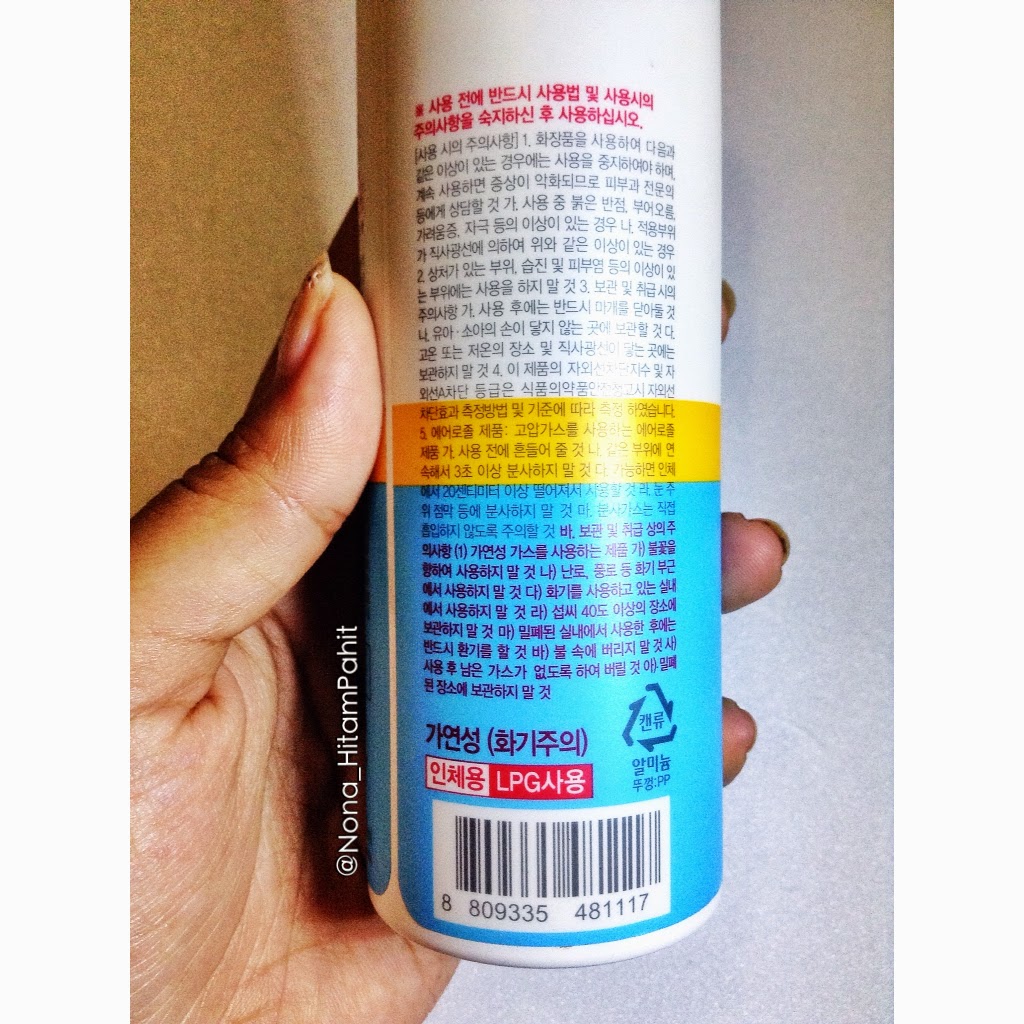 ※ 사용 전에 반드시 사용법 및 사용시의
주의사항을 숙지하신 후 사용하십시오.
[사용 시의 주의사항] 1. 화장품을 사용하여 다음과
같은 이상이 있는 경우에는 사용을 중지하여야 하며,
계속 사용하면 증상이 악화되므로 피부과 전문의
등에게 상담할 것 가. 사용 중 붉은 반점, 부어오름,
가려움증, 자극 등의 이상이 있는 경우 나. 적용부위
가 직사광선에 의하여 위와 같은 이상이 있는 경우
2. 상처가 있는 부위, 습진 및 피부염 등의 이상이 있
는 부위에는 사용을 하지 말 것 3. 보관 및 취급 시의
주의사항 가. 사용 후에는 반드시 마개를 닫아둘 것
나. 유아·소아의 손이 닿지 않는 곳에 보관할 것 다.
고온 또는 저온의 장소 및 직사광선이 닿는 곳에는
보관하지 말 것 4. 이 제품의 자외선차단지수 및 자
외선A차단 등급은 식품의약품안전청고시 자외선
차단효과 측정방법 및 기준에 따라 측정 하였습니다.
5. 에어로졸 제품: 고압가스를 사용하는 에어로졸
제품 가. 사용 전에 흔들어 줄 것 나. 같은 부위에 연
속해서 3초 이상 분사하지 말 것 다. 가능하면 인체
에서 20센티미터 이상 떨어져서 사용할 것 라. 눈 주
위 점막 등에 분사하지 말 것 마. 분사가스는 직접
흡입하지 않도록 주의할 것 바. 보관 및 취급 상의 주
의사항 (1) 가연성 가스를 사용하는 제품 가) 불꽃을
향하여 사용하지 말 것 나) 난로, 풍로 등 화기 부근
에서 사용하지 말 것 다) 화기를 사용하고 있는 실내
에서 사용하지 말 것 라) 섭씨 40도 이상의 장소에
보관하지 말 것 마) 밀폐된 실내에서 사용한 후에는
반드시 환기를 할 것 바) 불 속에 버리지 말 것 사)
사용 후 남은 가스가 없도록 하여 버릴 것 아) 밀폐
된 장소에 보관하지 말 것
캔류
알미늄
뚜껑:PP
가연성 (화기주의)
인체용 LPG사용
8 809335 481117
@Nona_HitamPahit